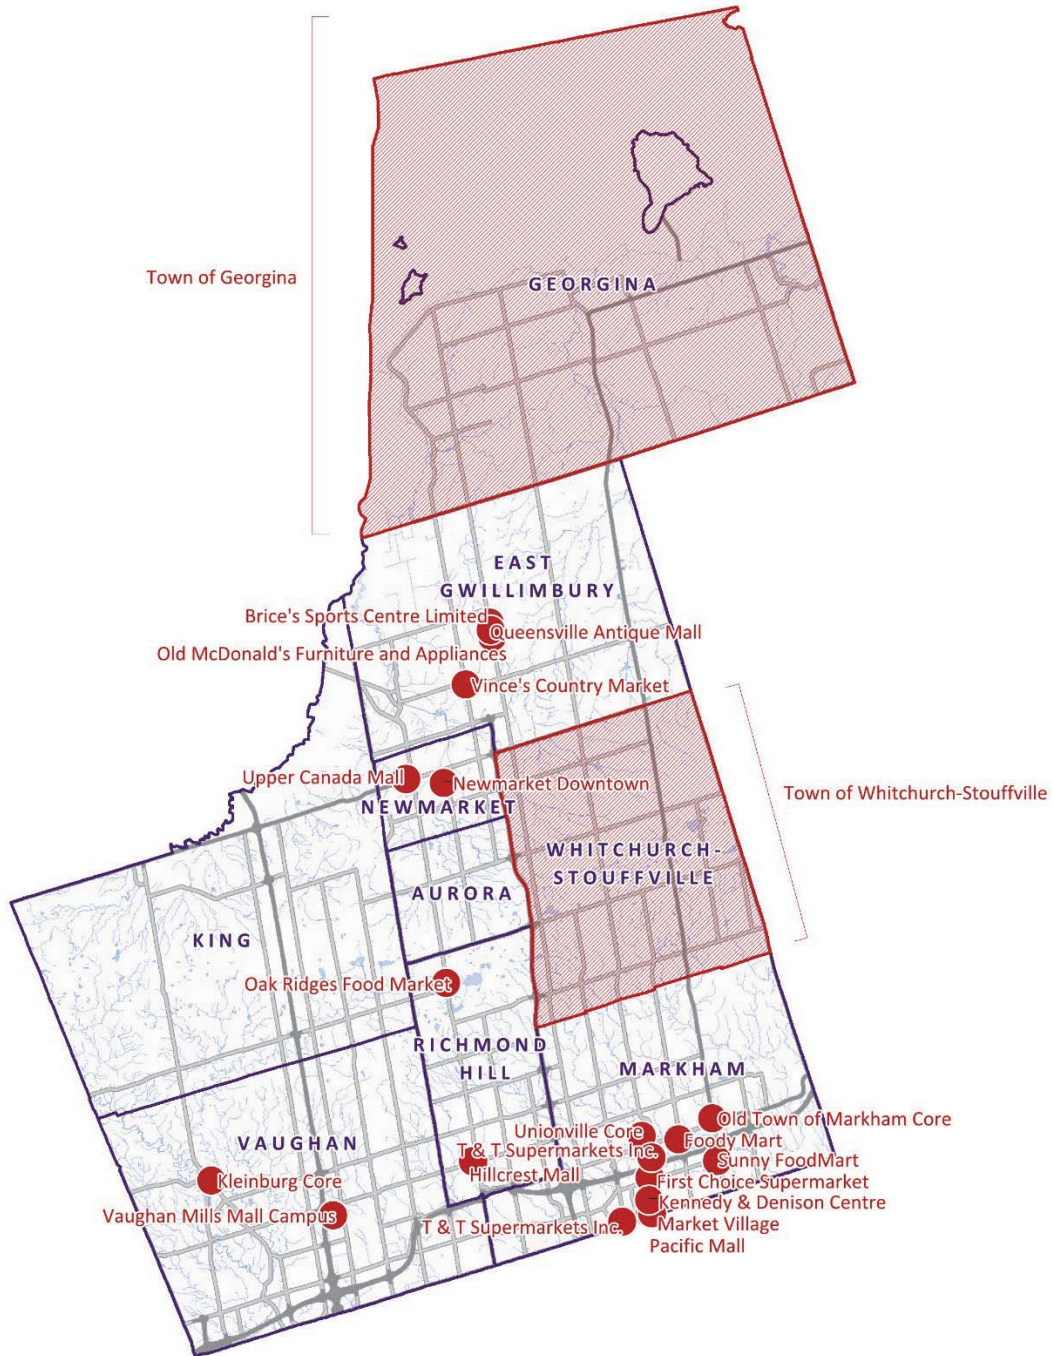 Town of Georgina
GEORGINA
EAST
GWILLIMBURY
Brice's Sports Centre Limited
Queensville Antique Mall
Old McDonald's Furniture and Appliances
Vince's Country Market
Upper Canada Mall
Newmarket Downtown
NEWMARKET
Town of Whitchurch-Stouffville
WHITCHURCH-
STOUFFVILLE
AURORA
KING
Oak Ridges Food Market
RICHMOND
HILL
MARKHAM
Old Town of Markham Core
Unionville Core
Foody Mart
VAUGHAN
T & T Supermarkets Inc.
Sunny FoodMart
Hillcrest Mall
Kleinburg Core
First Choice Supermarket
Kennedy & Denison Centre
Vaughan Mills Mall Campus
T & T Supermarkets Inc.
Market Village
Pacific Mall